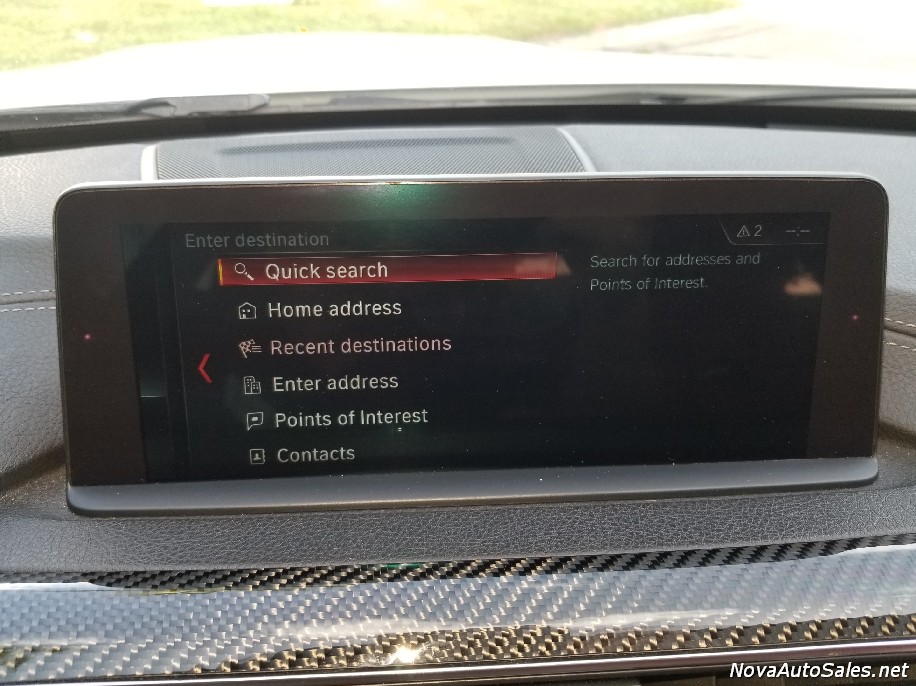 Enter destination
2
Quick search
Search for addresses and
Points of Interest.
Home address
Recent destinations
Enter address
Points of Interest
Contacts
NovaAutoSales.net